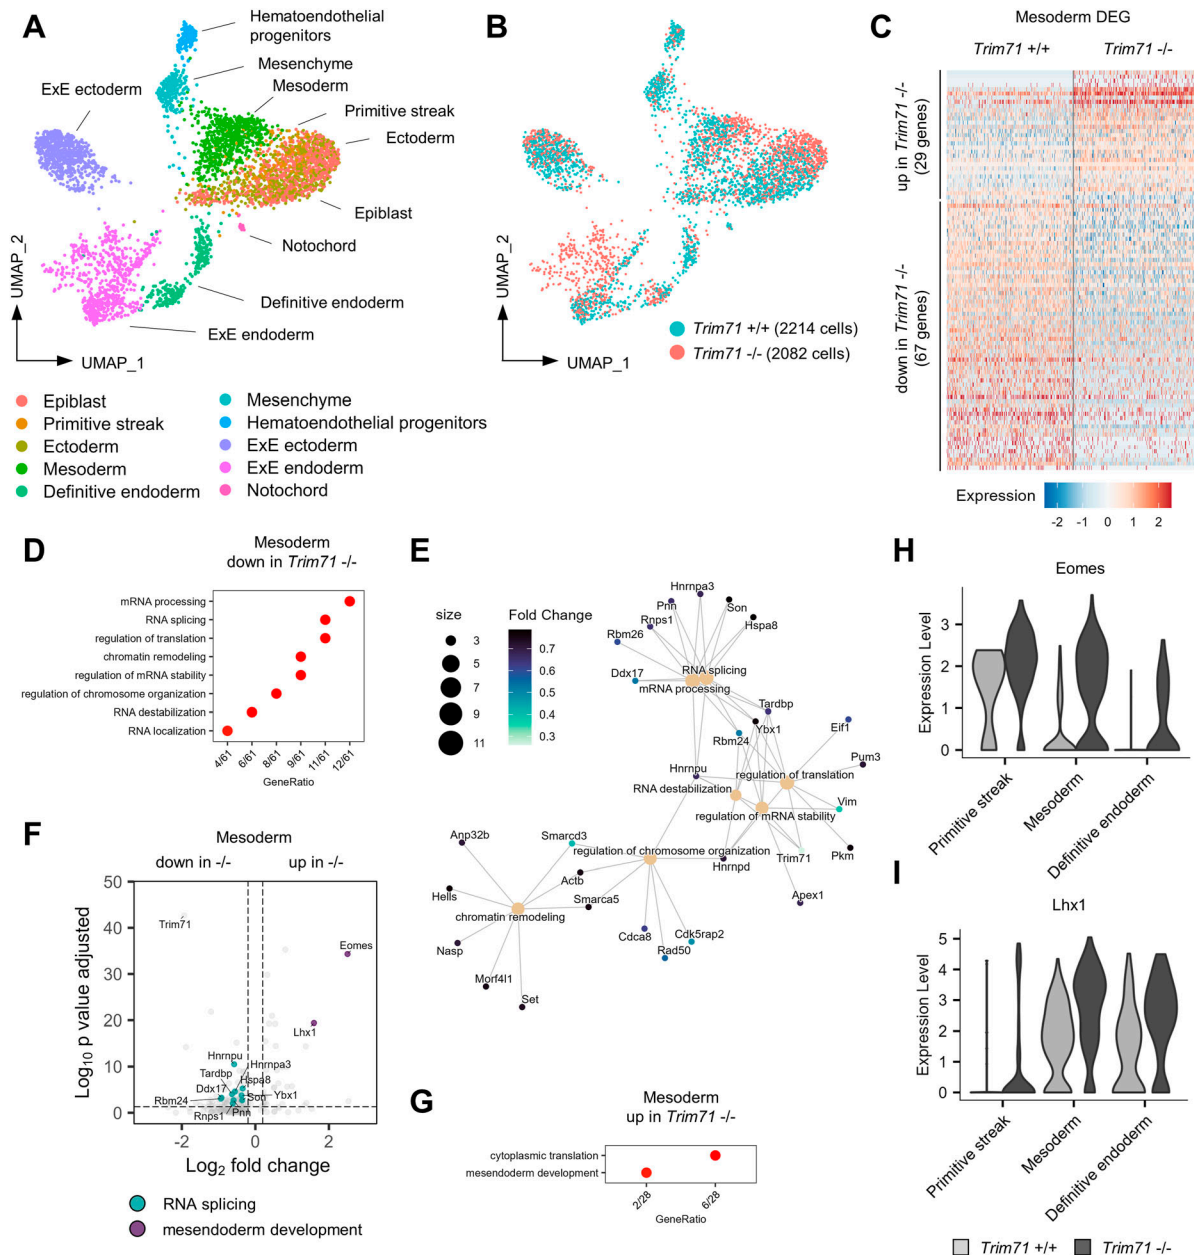 A
Hematoendothelial
progenitors
Mesenchyme
ExE ectoderm
Mesoderm
Primitive streak
Ectoderm
Epiblast
Notochord
Definitive endoderm
ExE endoderm
UMAP_2
UMAP_1
Epiblast
Primitive streak
Ectoderm
Mesoderm
Definitive endoderm
Mesenchyme
Hematoendothelial progenitors
ExE ectoderm
ExE endoderm
Notochord
B
UMAP_2
UMAP_1
Trim71 +/+ (2214 cells)
Trim71 -/- (2082 cells)
C
Mesoderm DEG
Trim71 +/+ Trim71 -/-
up in Trim71 -/-
(29 genes)
down in Trim71 -/-
(67 genes)
Expression
-2 -1 0 1 2
D
Mesoderm
down in Trim71 -/-
mRNA processing
RNA splicing
regulation of translation
chromatin remodeling
regulation of mRNA stability
regulation of chromosome organization
RNA destabilization
RNA localization
4/61 6/61 8/61 9/61 11/61 12/61
GeneRatio
E
size
3
5
7
9
11
Fold Change
0.7
0.6
0.5
0.4
0.3
Hnrnpa3
Pnn
Son
Rnps1
Hspa8
Rbm26
RNA splicing
Ddx17
mRNA processing
Tardbp
Ybx1
Eif1
Rbm24
Pum3
Hnrnpu
regulation of translation
RNA destabilization
Vim
regulation of mRNA stability
Anp32b
Smarcd3
regulation of chromosome organization
Trim71
Pkm
Hnrnpd
Actb
Hells
Smarca5
Apex1
chromatin remodeling
Cdca8
Cdk5rap2
Nasp
Rad50
Morf4l1
Set
F
Mesoderm
down in -/- up in -/-
50
40
30
20
10
0
Log10 p value adjusted
Trim71
Eomes
Lhx1
Hnrnpu
Hnrnpa3
Tardbp
Hspa8
Ddx17
Rbm24
Son
Ybx1
Rnps1
Pnn
-2 0 2
Log2 fold change
RNA splicing
mesendoderm development
G
Mesoderm
up in Trim71 -/-
cytoplasmic translation
mesendoderm development
2/28 6/28
GeneRatio
H
Eomes
Expression Level
3
2
1
0
Primitive streak
Mesoderm
Definitive endoderm
I
Lhx1
Expression Level
5
4
3
2
1
0
Primitive streak
Mesoderm
Definitive endoderm
Trim71 +/+ Trim71 -/-